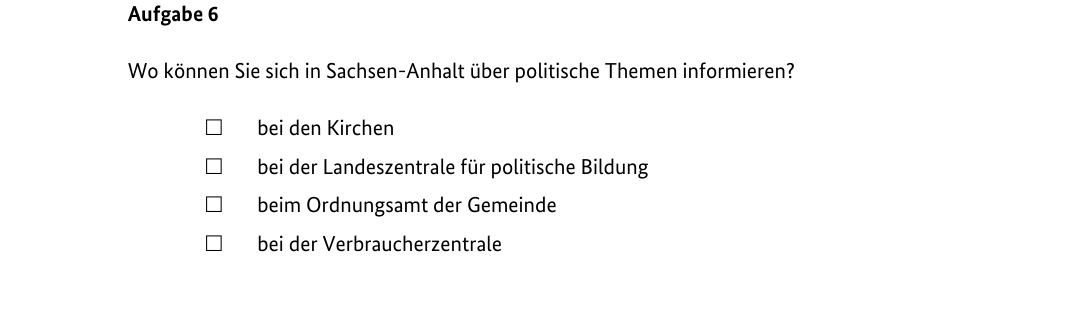 Aufgabe 6
Wo können Sie sich in Sachsen-Anhalt über politische Themen informieren?
☐ bei den Kirchen
☐ bei der Landeszentrale für politische Bildung
☐ beim Ordnungsamt der Gemeinde
☐ bei der Verbraucherzentrale